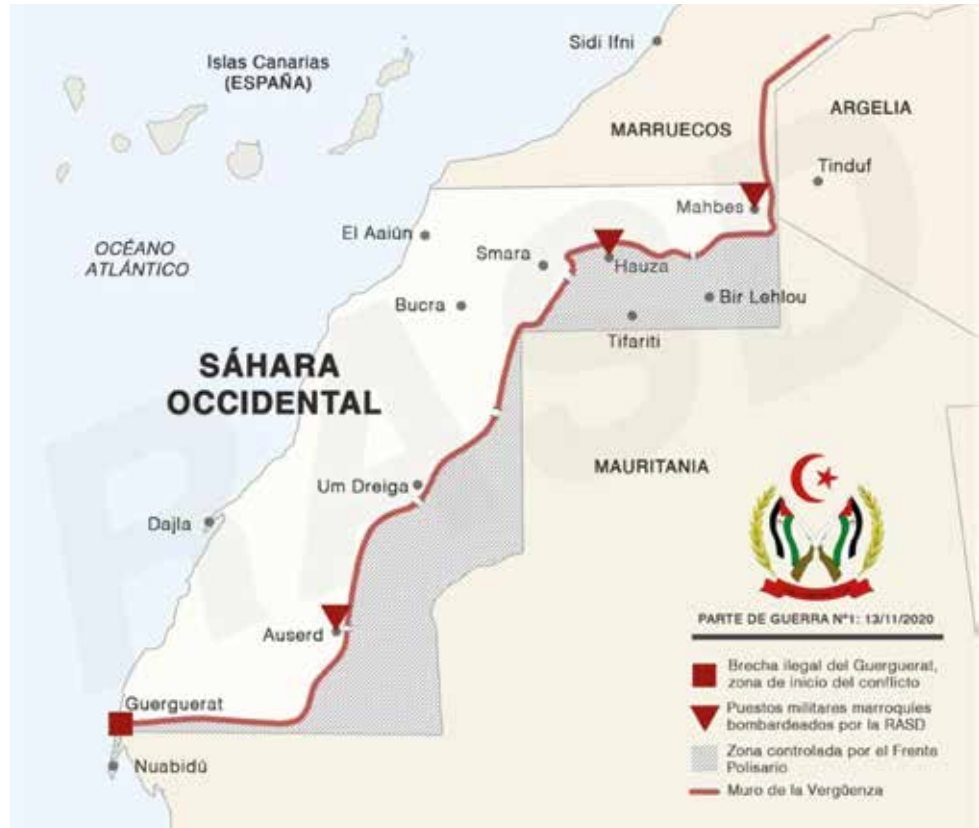 Sidi Ifni
Islas Canarias
(ESPAÑA)
ARGELIA
MARRUECOS
Tinduf
Mahbes
El Aaiún
OCÉANO
ATLÁNTICO
Smara
Hauza
Bucra
Bir Lehlou
Tifariti
SÁHARA
OCCIDENTAL
MAURITANIA
Um Dreiga
Dajla
PARTE DE GUERRA Nº1: 13/11/2020
Auserd
Brecha ilegal del Guerguerat,
zona de inicio del conflicto
Guerguerat
Puestos militares marroquíes
bombardeados por la RASD
Zona controlada por el Frente
Polisario
Nuabidú
Muro de la Vergüenza
RASD